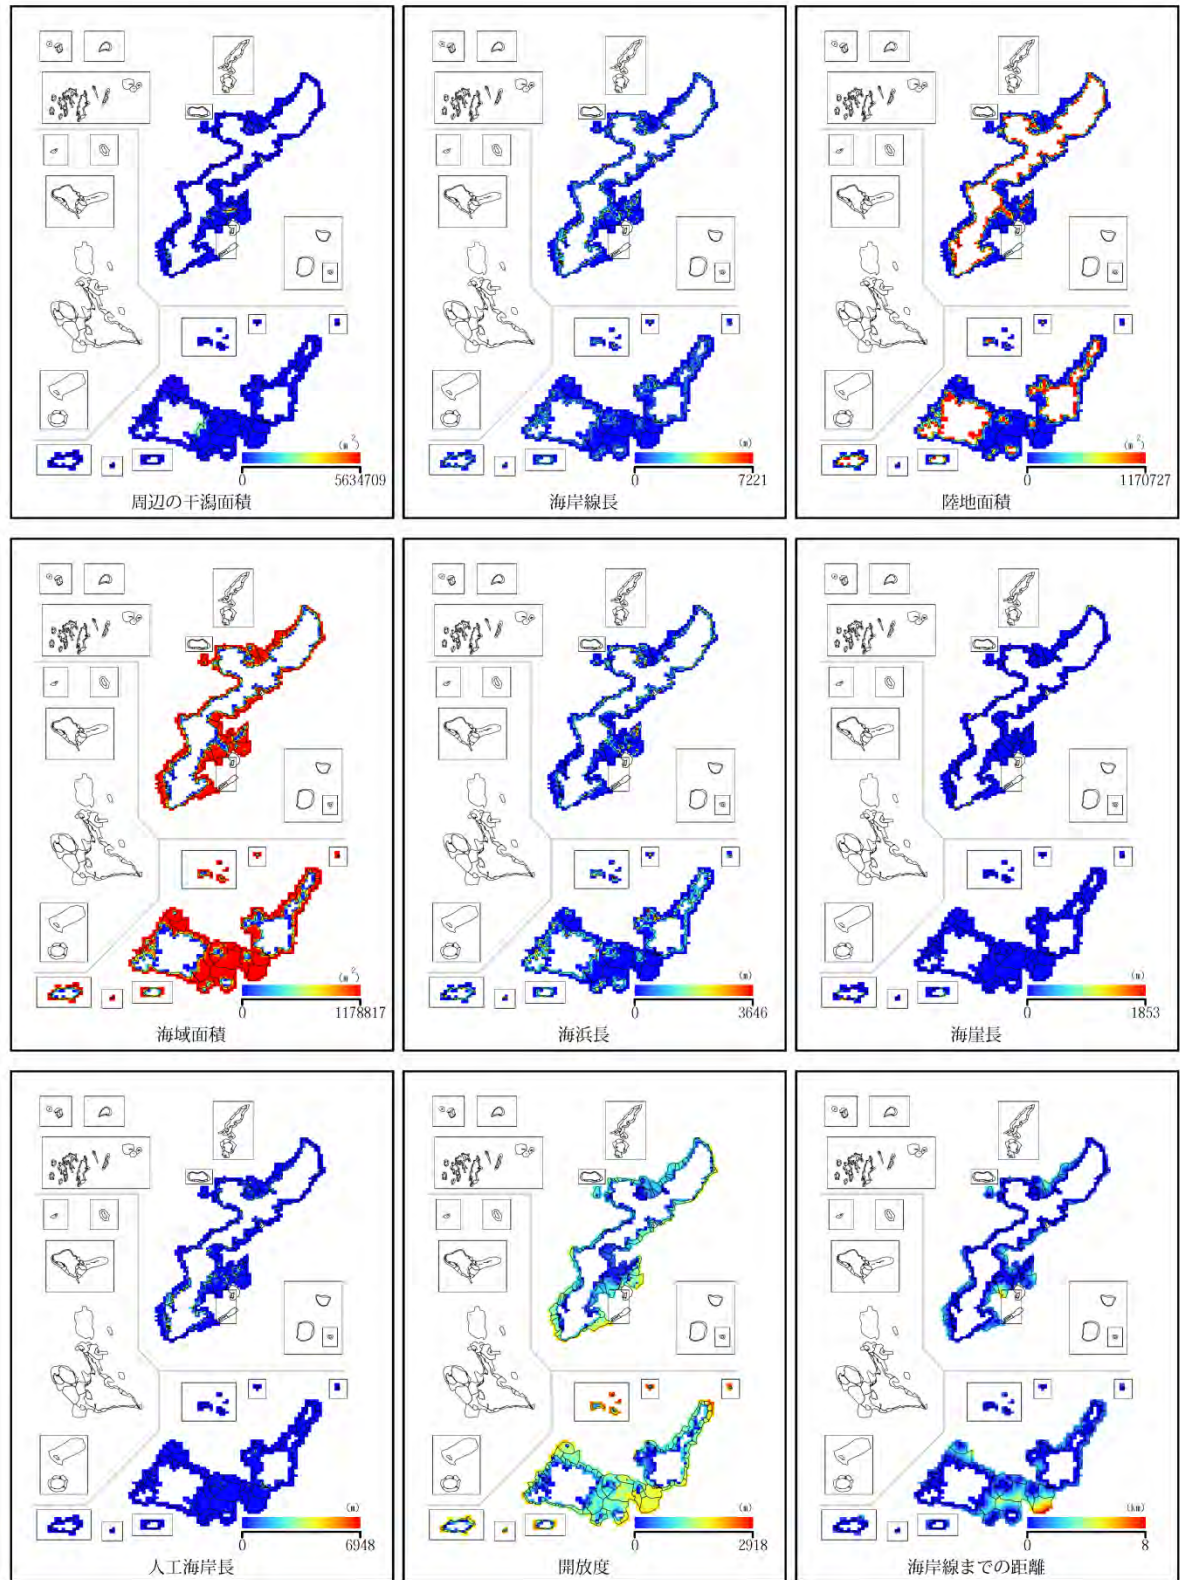 (m²)
0 5634709
周辺の干潟面積
(m)
0 7221
海岸線長
(m²)
0 1170727
陸地面積
(m²)
0 1178817
海域面積
(m)
0 3646
海浜長
(m)
0 1853
海崖長
(m)
0 6948
人工海岸長
(m)
0 2918
開放度
(km)
0 8
海岸線までの距離